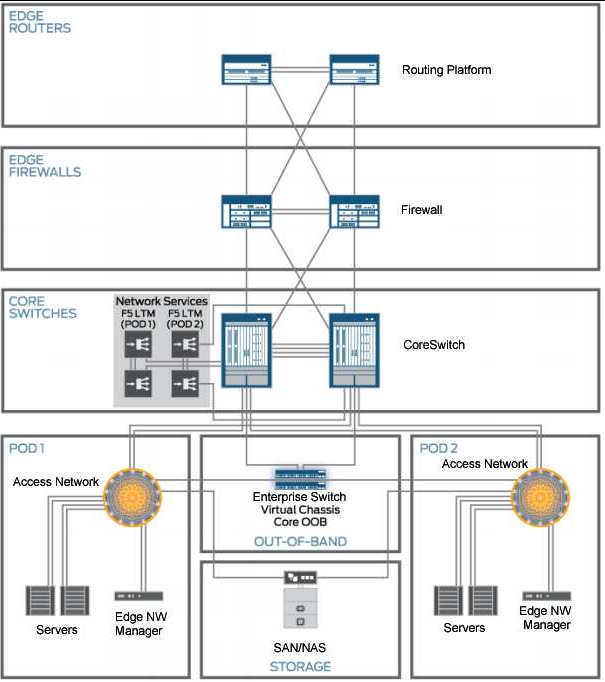 EDGE
ROUTERS
Routing Platform
EDGE
FIREWALLS
Firewall
CORE
SWITCHES
Network Services
F5 LTM
(POD 1)
F5 LTM
(POD 2)
CoreSwitch
POD 1
Access Network
Servers
Edge NW
Manager
Enterprise Switch
Virtual Chassis
Core OOB
OUT-OF-BAND
SAN/NAS
STORAGE
POD 2
Access Network
Servers
Edge NW
Manager